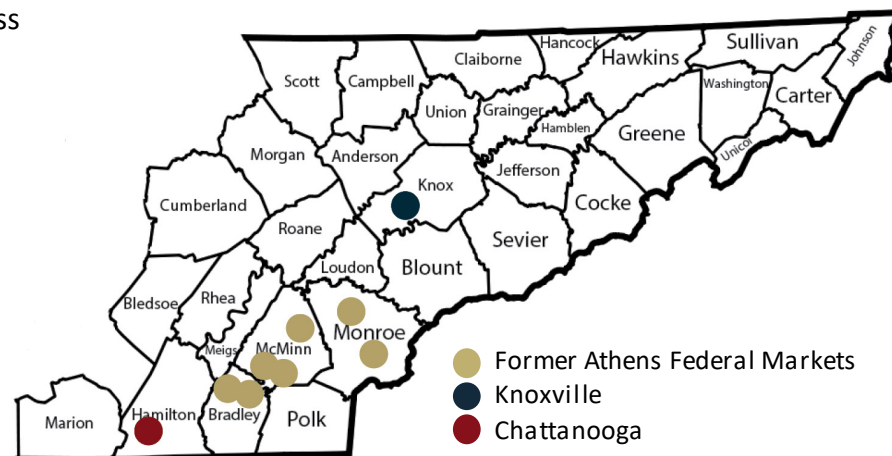 ss
Hancock
Sullivan
Johnson
Claiborne
Hawkins
Scott
Campbell
Washington
Carter
Union
Grainger
Hamblen
Greene
Unicoi
Morgan
Anderson
Jefferson
Knox
Cumberland
Cocke
Roane
Sevier
Loudon
Blount
Bledsoe
Rhea
Monroe
Meigs
McMinn
Former Athens Federal Markets
Knoxville
Marion
Hamilton
Bradley
Polk
Chattanooga